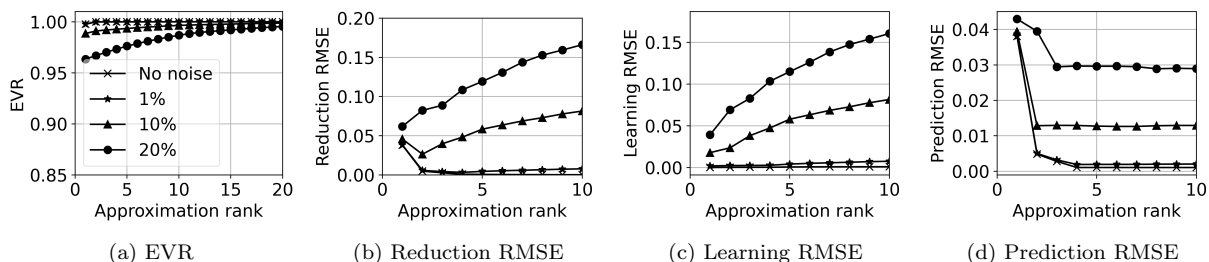 1.00
0.95
0.90
0.85
EVR
No noise
1%
10%
20%
0 5 10 15 20
Approximation rank
(a) EVR
0.20
0.15
0.10
0.05
0.00
Reduction RMSE
0 5 10
Approximation rank
(b) Reduction RMSE
0.15
0.10
0.05
0.00
Learning RMSE
0 5 10
Approximation rank
(c) Learning RMSE
0.04
0.03
0.02
0.01
0.00
Prediction RMSE
0 5 10
Approximation rank
(d) Prediction RMSE